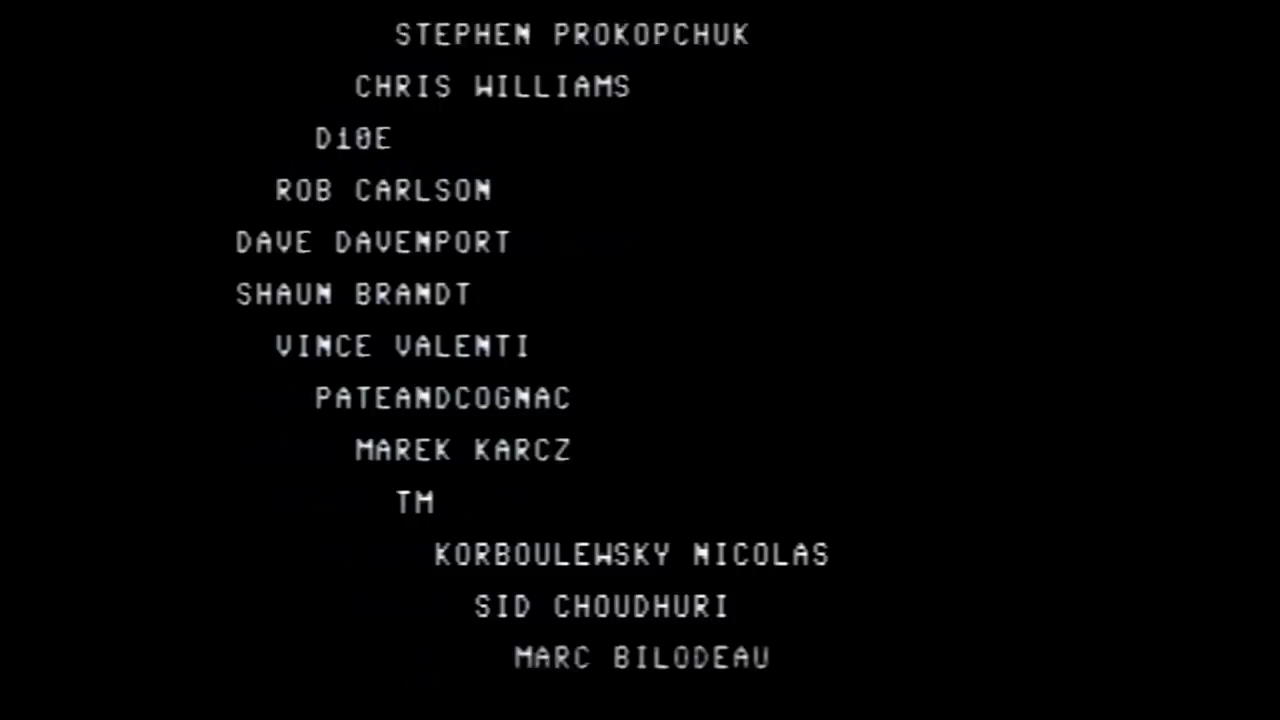 STEPHEN PROKOPCHUK
CHRIS WILLIAMS
D10E
ROB CARLSON
DAVE DAVENPORT
SHAUN BRANDT
VINCE VALENTI
PATEANDCOGNAC
MAREK KARCZ
TM
KORBOULEWSKY NICOLAS
SID CHOUDHURI
MARC BILODEAU